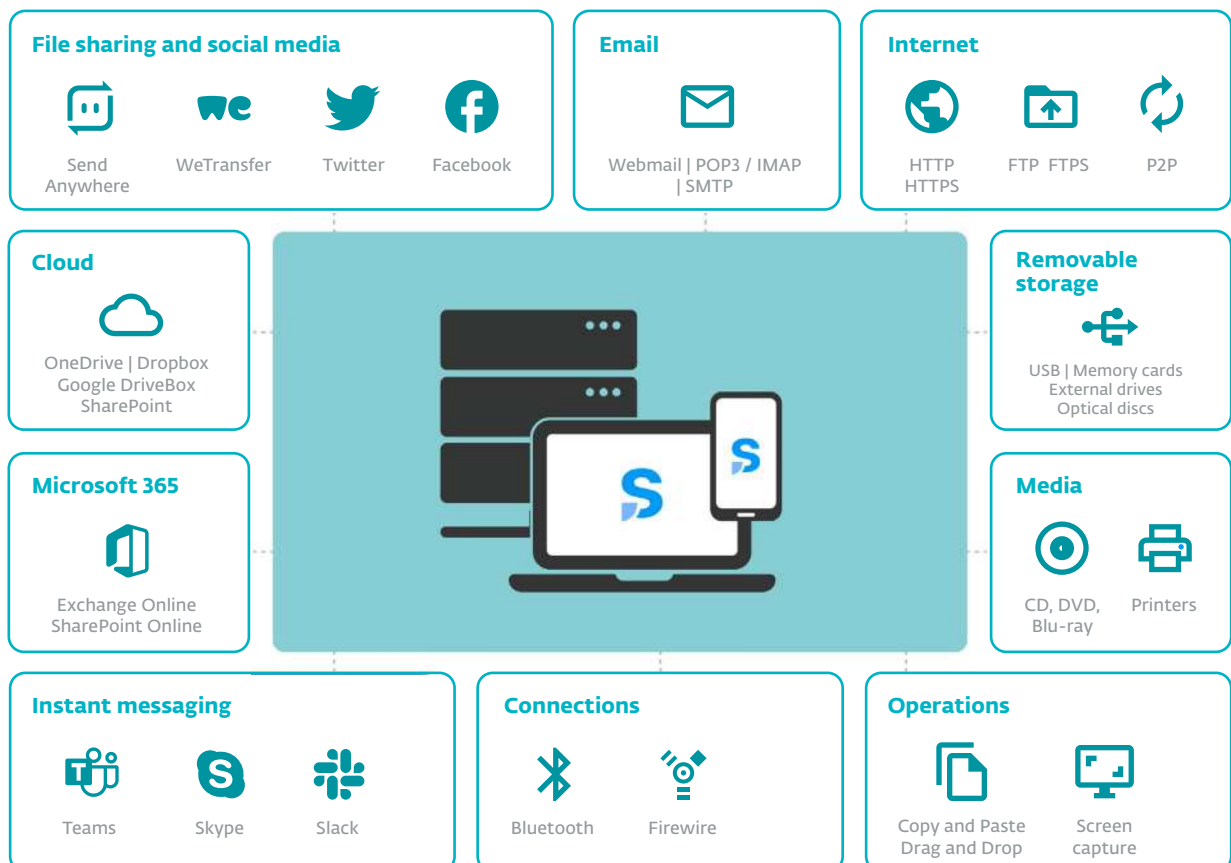 File sharing and social media
Send
Anywhere
WeTransfer
Twitter
Facebook
Email
Webmail | POP3 / IMAP
| SMTP
Internet
HTTP
HTTPS
FTP FTPS
P2P
Cloud
OneDrive | Dropbox
Google DriveBox
SharePoint
Removable
storage
USB | Memory cards
External drives
Optical discs
Microsoft 365
Exchange Online
SharePoint Online
S
S
Media
CD, DVD,
Blu-ray
Printers
Instant messaging
Teams
Skype
Slack
Connections
Bluetooth
Firewire
Operations
Copy and Paste
Drag and Drop
Screen
capture